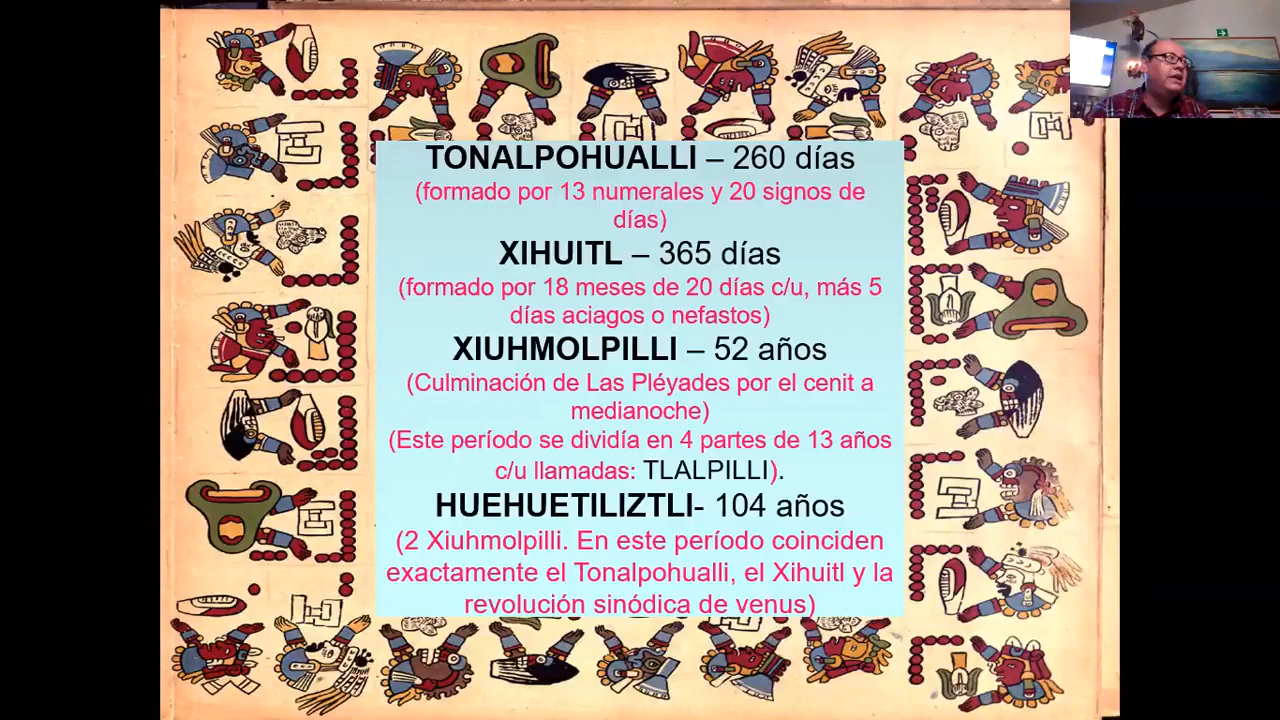 TONALPOHUALLI – 260 días
(formado por 13 numerales y 20 signos de
días)
XIHUITL – 365 días
(formado por 18 meses de 20 días c/u, más 5
días aciagos o nefastos)
XIUHMOLPILLI – 52 años
(Culminación de Las Pléyades por el cenit a
medianoche)
(Este período se dividía en 4 partes de 13 años
c/u llamadas: TLALPILLI).
HUEHUETILIZTLI- 104 años
(2 Xiuhmolpilli. En este período coinciden
exactamente el Tonalpohualli, el Xihuitl y la
revolución sinódica de venus)